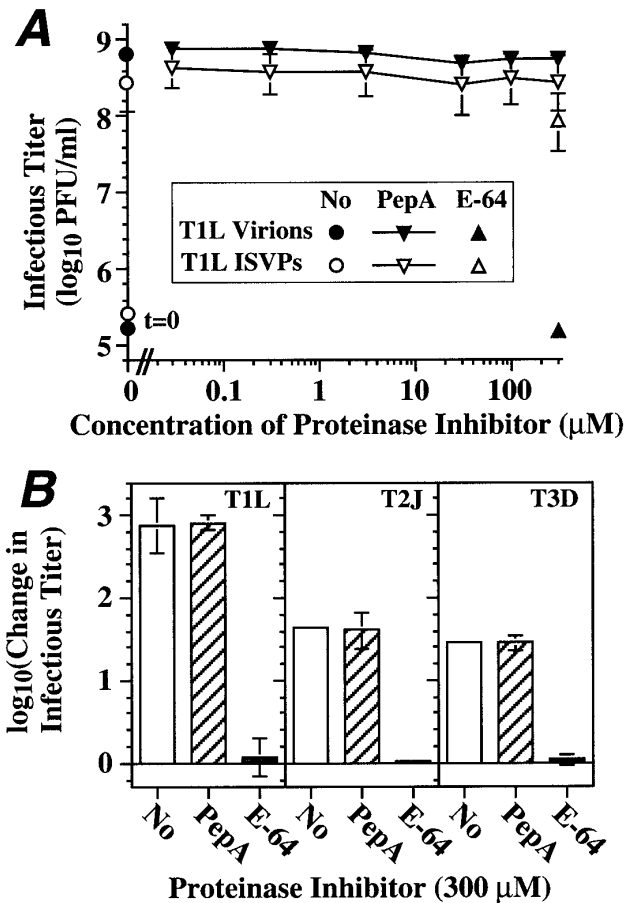 A
Infectious Titer
(log10 PFU/ml)
9
8
7
6
5
No PepA E-64
T1L Virions
T1L ISVPs
t=0
0 0.1 1 10 100
Concentration of Proteinase Inhibitor (µM)
B
log10(Change in
Infectious Titer)
3
2
1
0
T1L T2J T3D
No PepA E-64 No PepA E-64 No PepA E-64
Proteinase Inhibitor (300 µM)